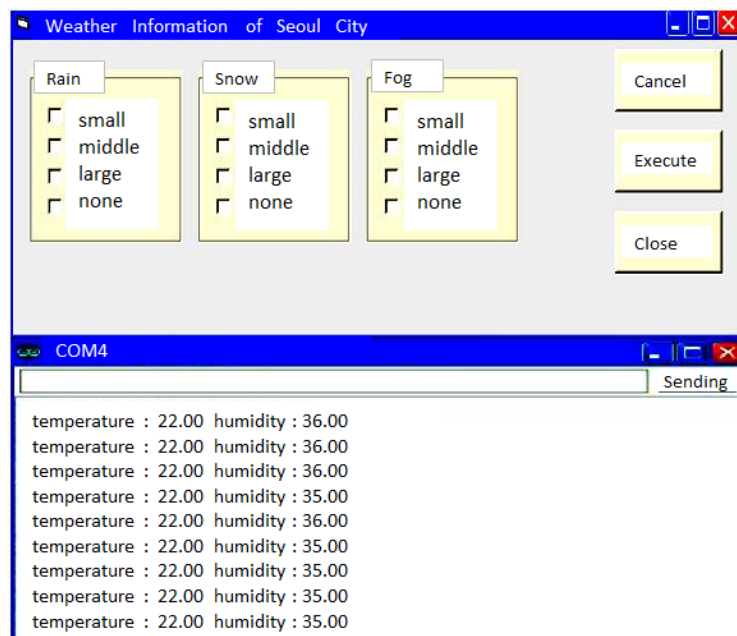 Weather Information of Seoul City
Rain
small
middle
large
none
Snow
small
middle
large
none
Fog
small
middle
large
none
Cancel
Execute
Close
COM4
Sending
temperature : 22.00 humidity : 36.00
temperature : 22.00 humidity : 36.00
temperature : 22.00 humidity : 36.00
temperature : 22.00 humidity : 35.00
temperature : 22.00 humidity : 36.00
temperature : 22.00 humidity : 35.00
temperature : 22.00 humidity : 35.00
temperature : 22.00 humidity : 35.00
temperature : 22.00 humidity : 35.00